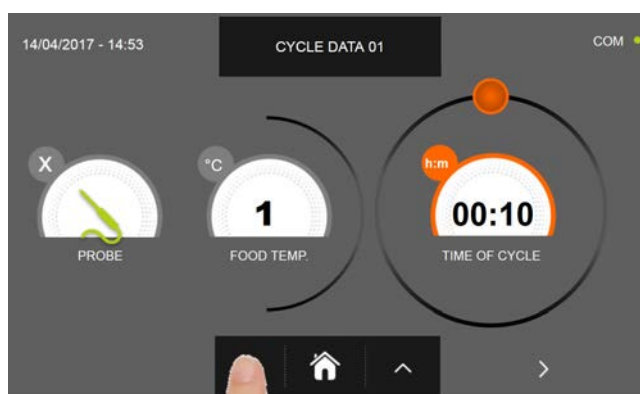 14/04/2017 - 14:53
CYCLE DATA 01
COM
X
°C
h:m
1
00:10
PROBE
FOOD TEMP.
TIME OF CYCLE